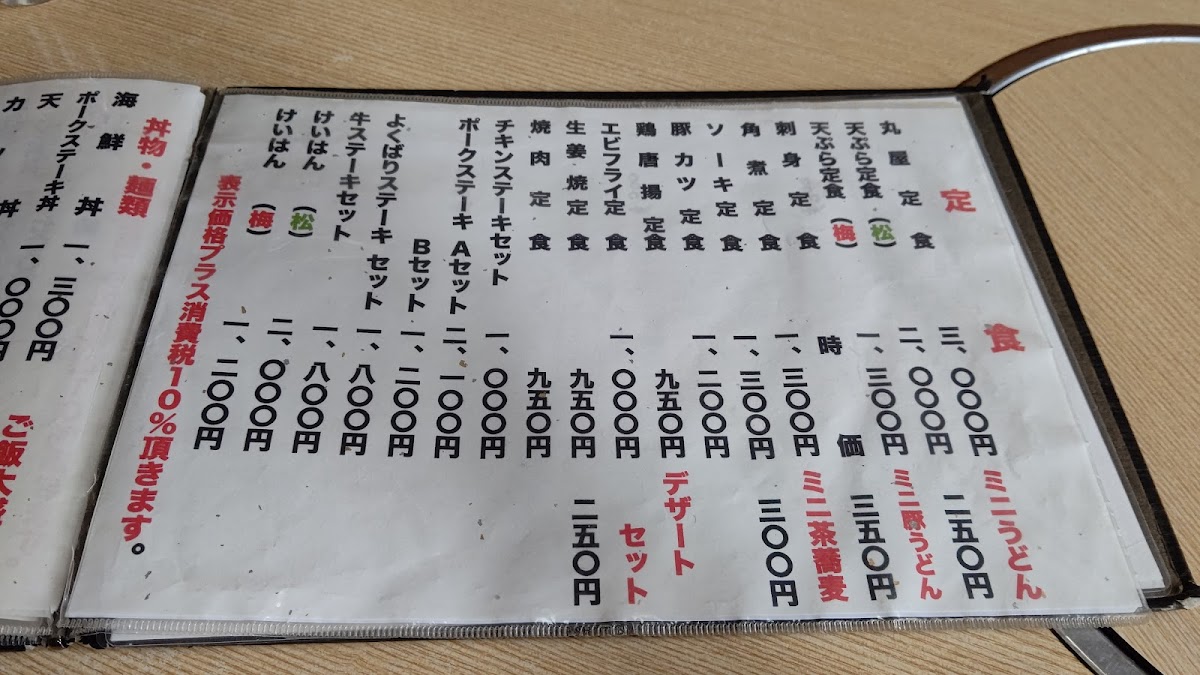 定食
丸屋定食 三、〇〇〇円
天ぷら定食(松) 二、〇〇〇円
天ぷら定食(梅) 一、三〇〇円
刺身定食 時価
角煮定食 一、三〇〇円
ソーキ定食 一、三〇〇円
豚カツ定食 一、二〇〇円
鶏唐揚定食 九五〇円
エビフライ定食 一、〇〇〇円
生姜焼定食 九五〇円
焼肉定食 九五〇円
チキンステーキセット 一、〇〇〇円
ポークステーキ Aセット 二、一〇〇円
Bセット 一、二〇〇円
よくばりステーキセット 一、八〇〇円
牛ステーキセット 一、八〇〇円
けいはん(松) 二、〇〇〇円
けいはん(梅) 一、二〇〇円
ミニうどん
二五〇円
ミニ豚うどん
三五〇円
ミニ茶蕎麦
三〇〇円
デザート
セット
二五〇円
表示価格プラス消費税10%頂きます。
丼物・麺類
海鮮丼 一、三〇〇円
ポークステーキ丼 一、〇〇〇円
天
ご飯大